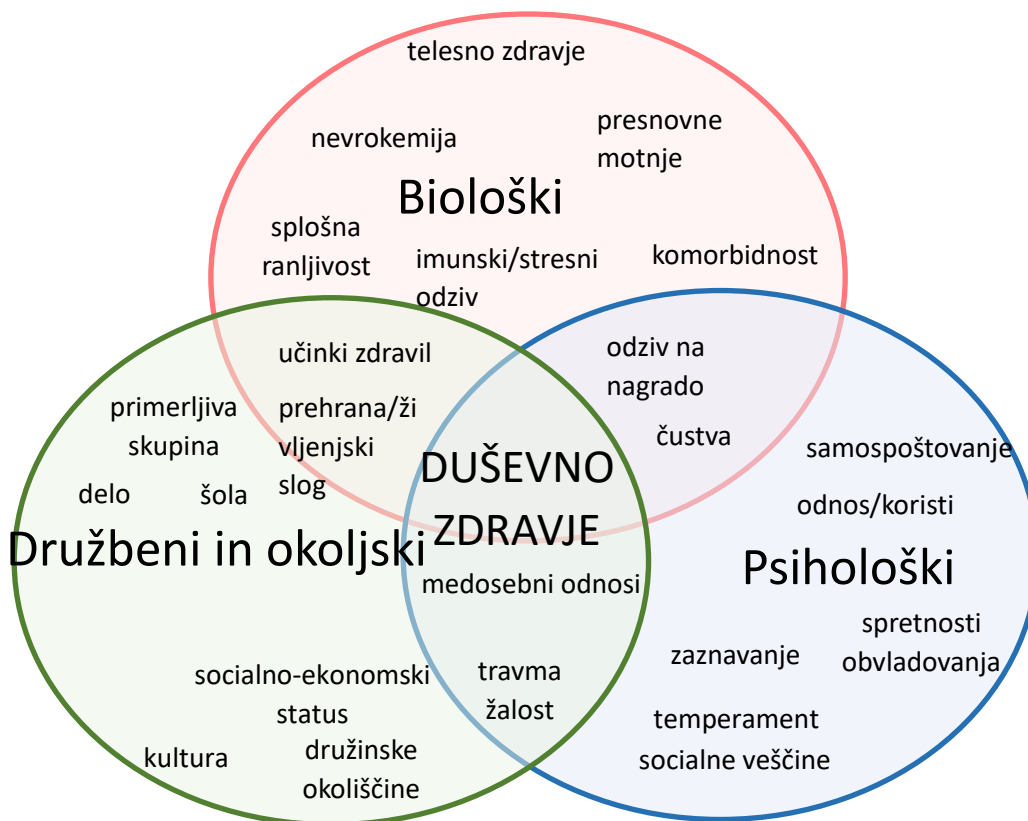 telesno zdravje
nevrokemija
presnovne
motnje
Biološki
splošna
ranljivost
imunski/stresni
odziv
komorbidnost
učinki zdravil
prehrana/ži
vljenjski
slog
odziv na
nagrado
čustva
primerljiva
skupina
delo
šola
Družbeni in okoljski
DUŠEVNO
ZDRAVJE
medosebni odnosi
samospoštovanje
odnos/koristi
Psihološki
spretnosti
obvladovanja
zaznavanje
temperament
socialne veščine
travma
žalost
socialno-ekonomski
status
kultura
družinske
okoliščine